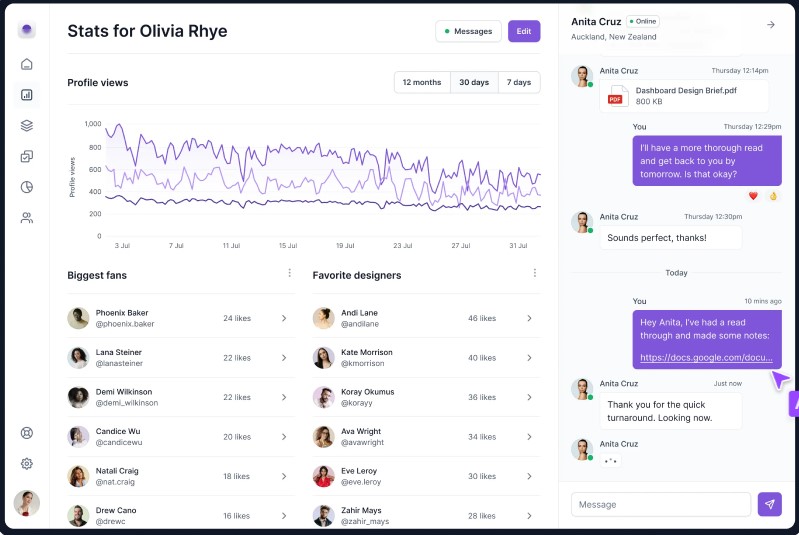 Stats for Olivia Rhye
Messages
Edit
Profile views
12 months
30 days
7 days
Profile views
1,000
800
600
400
200
0
3 Jul
7 Jul
11 Jul
15 Jul
19 Jul
23 Jul
27 Jul
31 Jul
Biggest fans
Phoenix Baker
@phoenix.baker
24 likes
Lana Steiner
@lanasteiner
22 likes
Demi Wilkinson
@demi_wilkinson
22 likes
Candice Wu
@candicewu
20 likes
Natali Craig
@nat.craig
18 likes
Drew Cano
@drewc
16 likes
Favorite designers
Andi Lane
@andilane
46 likes
Kate Morrison
@kmorrison
40 likes
Koray Okumus
@korayy
36 likes
Ava Wright
@avawright
34 likes
Eve Leroy
@eve.leroy
30 likes
Zahir Mays
@zahir_mays
28 likes
Anita Cruz
Online
Auckland, New Zealand
Anita Cruz
Thursday 12:14pm
PDF
Dashboard Design Brief.pdf
800 KB
You
Thursday 12:29pm
I'll have a more thorough read
and get back to you by
tomorrow. Is that okay?
Anita Cruz
Thursday 12:30pm
Sounds perfect, thanks!
Today
You
10 mins ago
Hey Anita, I've had a read
through and made some notes:
https://docs.google.com/docu...
Anita Cruz
Just now
Thank you for the quick
turnaround. Looking now.
Anita Cruz
Message